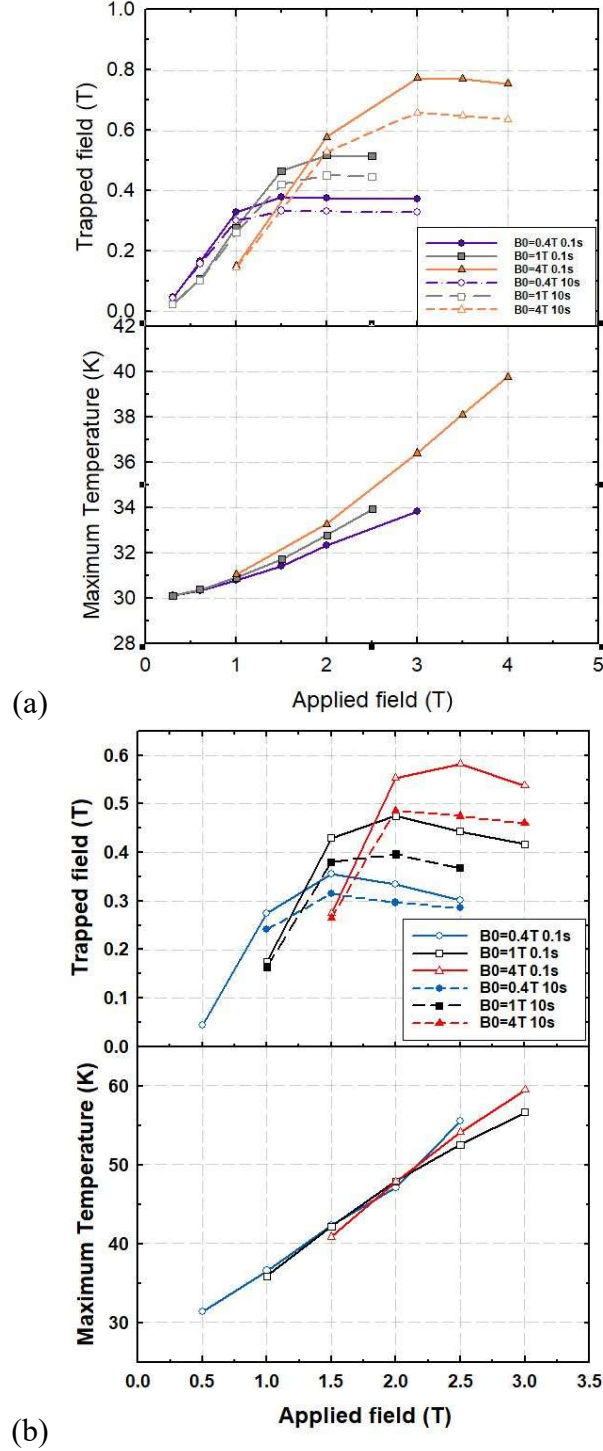 1.0
0.8
0.6
0.4
0.2
0.0
Trapped field (T)
B0=0.4T 0.1s
B0=1T 0.1s
B0=4T 0.1s
B0=0.4T 10s
B0=1T 10s
B0=4T 10s
42
40
38
36
34
32
30
28
Maximum Temperature (K)
0 1 2 3 4 5
Applied field (T)
(a)
0.6
0.5
0.4
0.3
0.2
0.1
0.0
Trapped field (T)
B0=0.4T 0.1s
B0=1T 0.1s
B0=4T 0.1s
B0=0.4T 10s
B0=1T 10s
B0=4T 10s
60
50
40
30
Maximum Temperature (K)
0.0 0.5 1.0 1.5 2.0 2.5 3.0 3.5
Applied field (T)
(b)